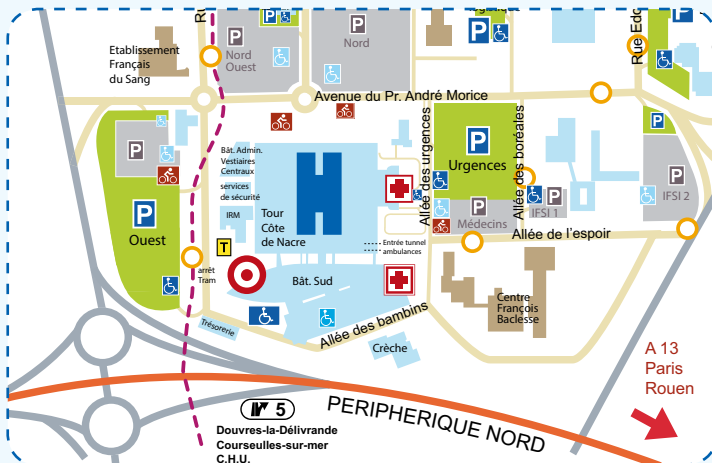 Etablissement
Français
du Sang
P
Nord
Ouest
P
Nord
P
P
Rue
Avenue du Pr. André Morice
P
P
Ouest
Bât. Admin.
Vestiaires
Centraux
services
de sécurité
IRM
Tour
Côte
de Nacre
H
T
arrêt
Tram
Bât. Sud
Entrée tunnel
ambulances
Allée des urgences
P
Urgences
P
Médecins
Allée des boréales
P
IFSI 1
P
P
IFSI 2
Allée de l'espoir
Trésorerie
Allée des bambins
Crèche
Centre
François
Baclesse
A 13
Paris
Rouen
PERIPHERIQUE NORD
5
Douvres-la-Délivrande
Courseulles-sur-mer
C.H.U.